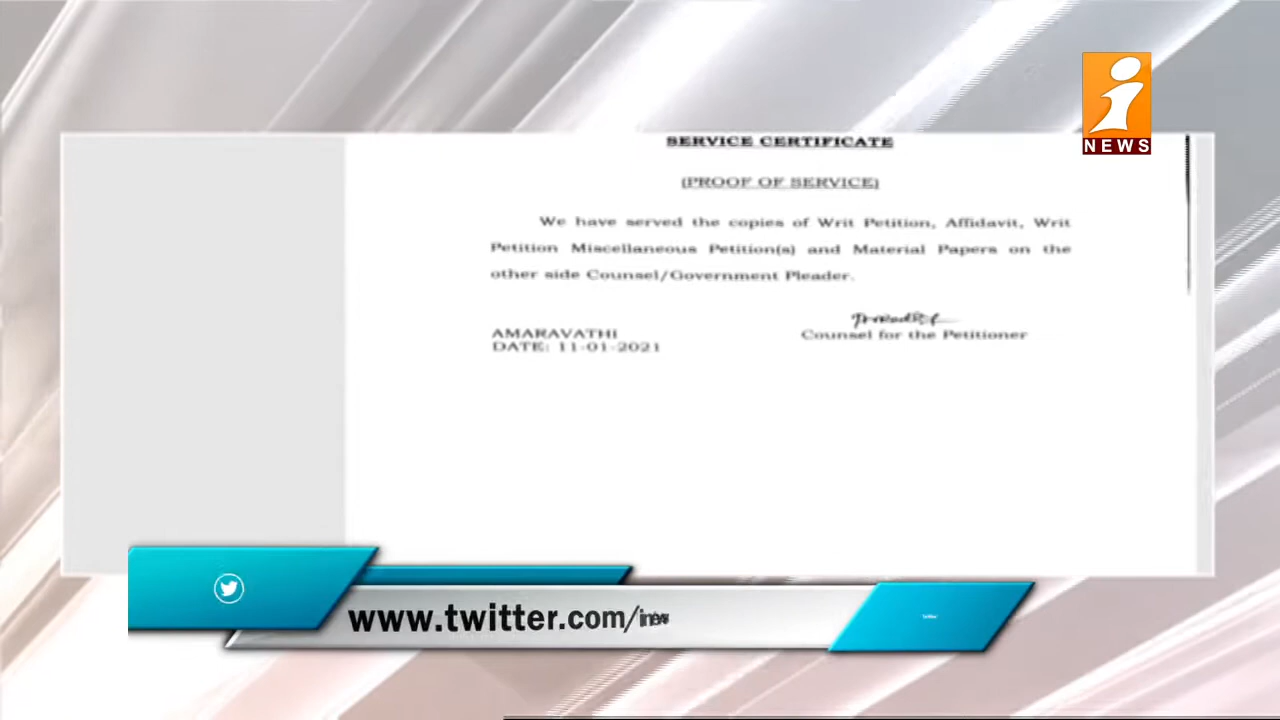 NEWS
SERVICE CERTIFICATE
(PROOF OF SERVICE)
We have served the copies of Writ Petition, Affidavit, Writ
Petition Miscellaneous Petition(s) and Material Papers on the
other side Counsel/Government Pleader.
AMARAVATHI
DATE: 11-01-2021
Counsel for the Petitioner
www.twitter.com/inews
Twitter